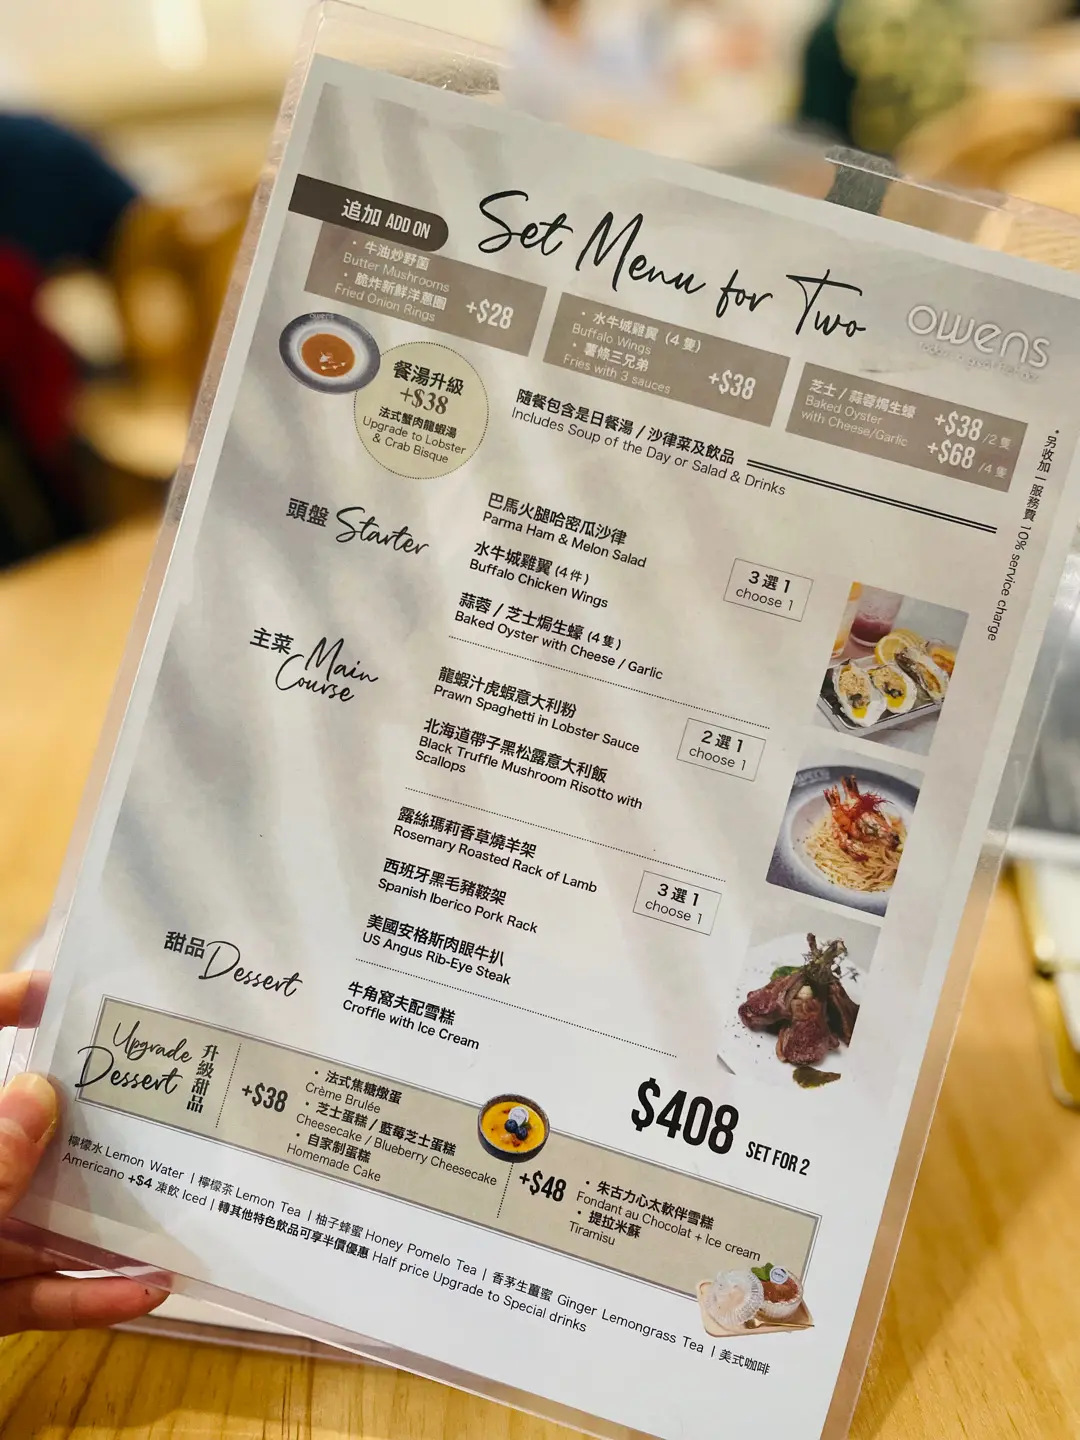 追加 ADD ON
Set Menu for Two
owens
• 牛油炒野菌
Butter Mushrooms
• 脆炸新鮮洋蔥圈
Fried Onion Rings
+$28
• 水牛城雞翼 (4 隻)
Buffalo Wings
• 薯條三兄弟
Fries with 3 sauces
+$38
芝士 / 蒜蓉焗生蠔
Baked Oyster
with Cheese/Garlic
+$38 /2 隻
+$68 /4 隻
餐湯升級
+$38
法式蟹肉龍蝦湯
Upgrade to Lobster
& Crab Bisque
隨餐包含是日餐湯 / 沙律菜及飲品
Includes Soup of the Day or Salad & Drinks
• 另收加一服務費 10% service charge
頭盤 Starter
巴馬火腿哈密瓜沙律
Parma Ham & Melon Salad
水牛城雞翼 (4 件)
Buffalo Chicken Wings
蒜蓉 / 芝士焗生蠔 (4 隻)
Baked Oyster with Cheese / Garlic
3 選 1
choose 1
主菜 Main
Course
龍蝦汁虎蝦意大利粉
Prawn Spaghetti in Lobster Sauce
北海道帶子黑松露意大利飯
Black Truffle Mushroom Risotto with
Scallops
2 選 1
choose 1
露絲瑪莉香草燒羊架
Rosemary Roasted Rack of Lamb
西班牙黑毛豬鞍架
Spanish Iberico Pork Rack
美國安格斯肉眼牛扒
US Angus Rib-Eye Steak
3 選 1
choose 1
甜品 Dessert
牛角窩夫配雪糕
Croffle with Ice Cream
$408 SET FOR 2
Upgrade
Dessert
升級甜品
+$38
• 法式焦糖燉蛋
Crème Brulée
• 芝士蛋糕 / 藍莓芝士蛋糕
Cheesecake / Blueberry Cheesecake
• 自家制蛋糕
Homemade Cake
+$48
• 朱古力心太軟伴雪糕
Fondant au Chocolat + Ice cream
• 提拉米蘇
Tiramisu
檸檬水 Lemon Water | 檸檬茶 Lemon Tea | 柚子蜂蜜 Honey Pomelo Tea | 香茅生薑蜜 Ginger Lemongrass Tea | 美式咖啡
Americano +$4 凍飲 Iced | 轉其他特色飲品可享半價優惠 Half price Upgrade to Special drinks